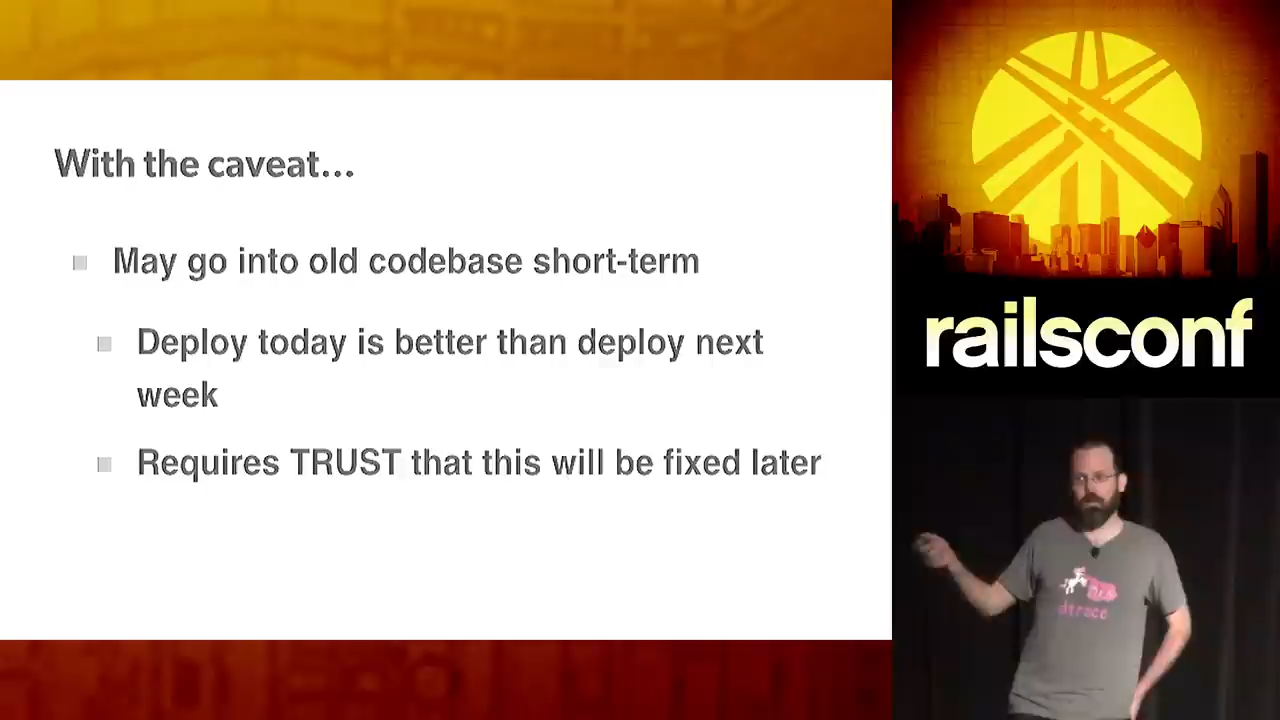 With the caveat...
May go into old codebase short-term
Deploy today is better than deploy next
week
Requires TRUST that this will be fixed later
railsconf
dtrace